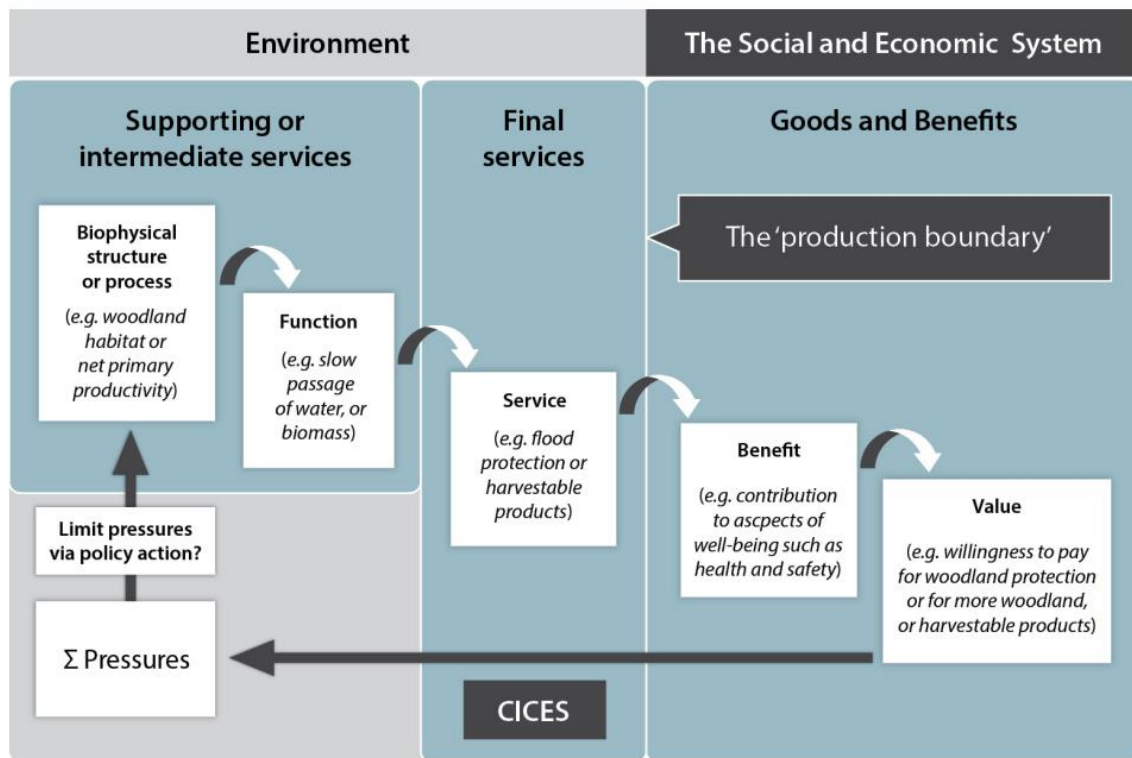 Environment
The Social and Economic System
Supporting or
intermediate services
Final
services
Goods and Benefits
The ‘production boundary’
Biophysical
structure
or process
(e.g. woodland
habitat or
net primary
productivity)
Function
(e.g. slow
passage
of water, or
biomass)
Service
(e.g. flood
protection or
harvestable
products)
Benefit
(e.g. contribution
to ascpects of
well-being such as
health and safety)
Value
(e.g. willingness to pay
for woodland protection
or for more woodland,
or harvestable products)
Limit pressures
via policy action?
Σ Pressures
CICES